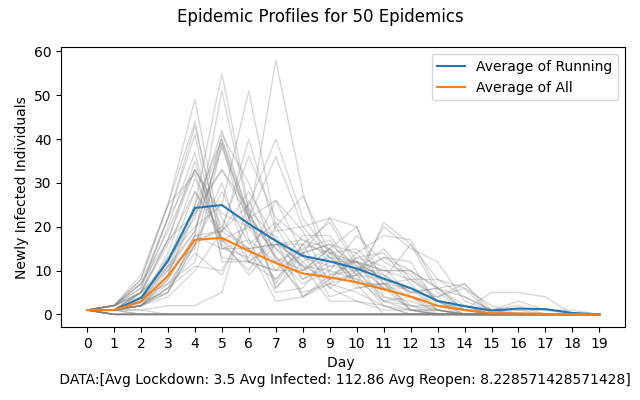 Epidemic Profiles for 50 Epidemics
Newly Infected Individuals
60
50
40
30
20
10
0
Average of Running
Average of All
0 1 2 3 4 5 6 7 8 9 10 11 12 13 14 15 16 17 18 19
Day
DATA:[Avg Lockdown: 3.5 Avg Infected: 112.86 Avg Reopen: 8.228571428571428]